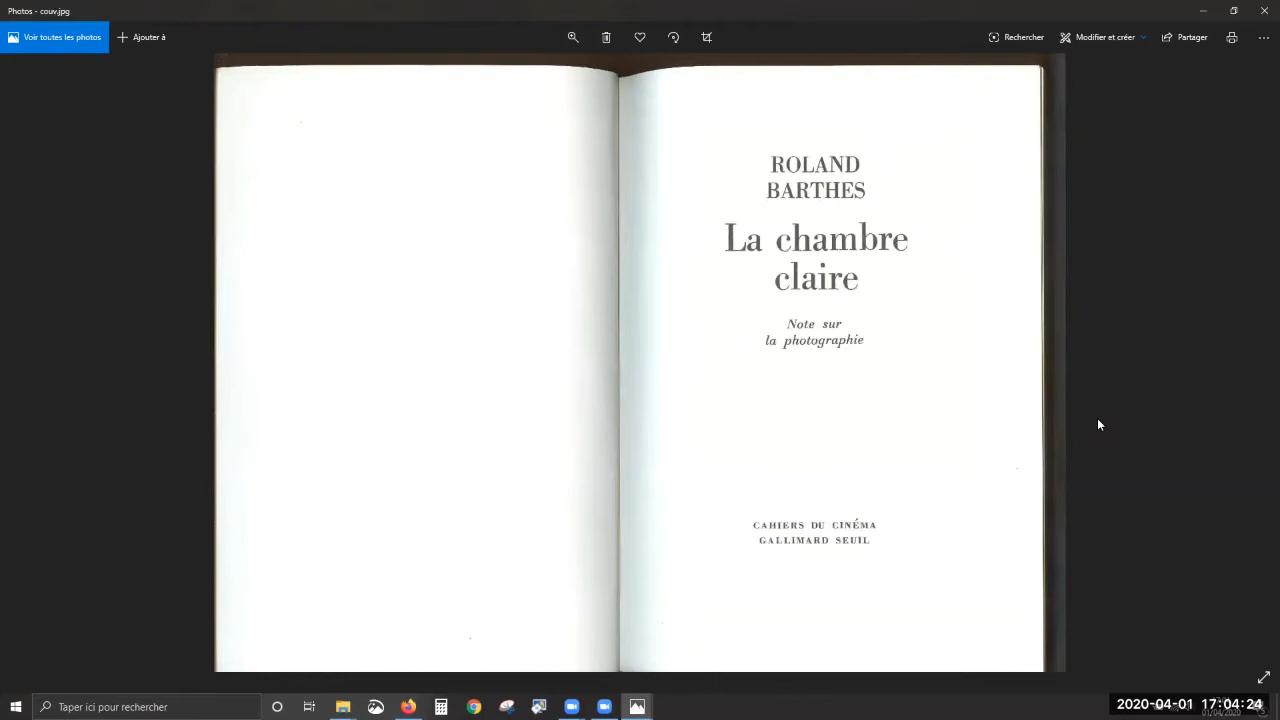 Photos - couv.jpg
Voir toutes les photos
Ajouter à
Rechercher
Modifier et créer
Partager
ROLAND
BARTHES
La chambre
claire
Note sur
la photographie
CAHIERS DU CINÉMA
GALLIMARD SEUIL
Taper ici pour rechercher
2020-04-01 17:04:24